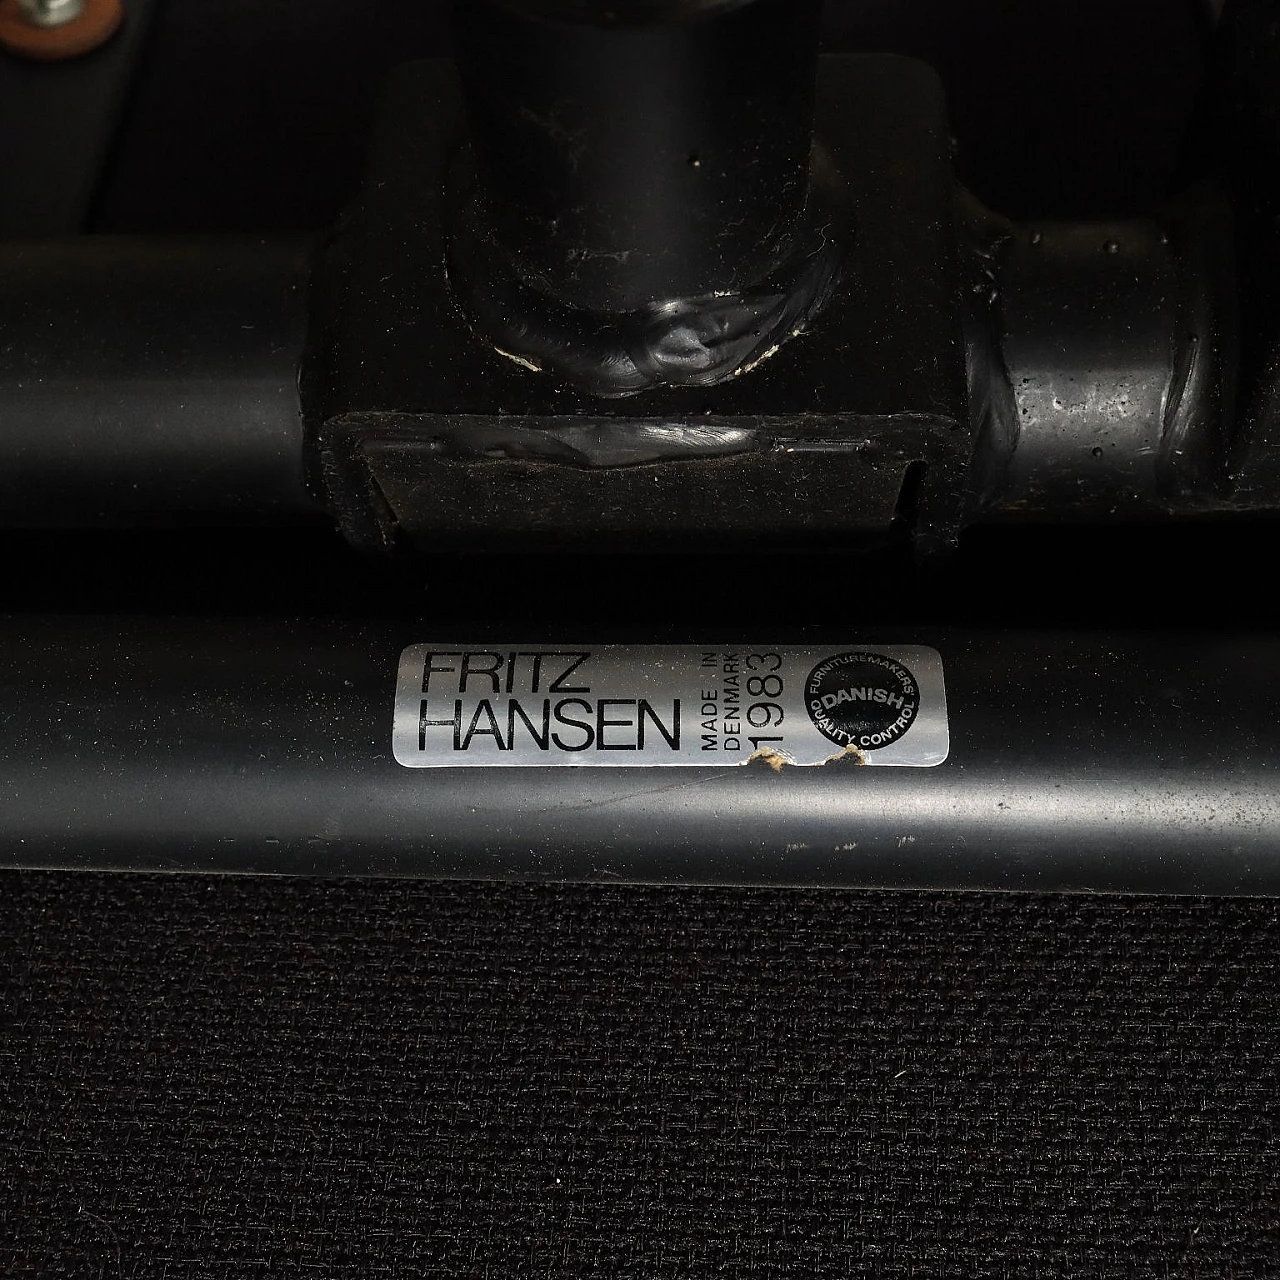 FRITZ
HANSEN
MADE IN
DENMARK
1983
FURNITUREMAKERS'
DANISH
QUALITY CONTROL